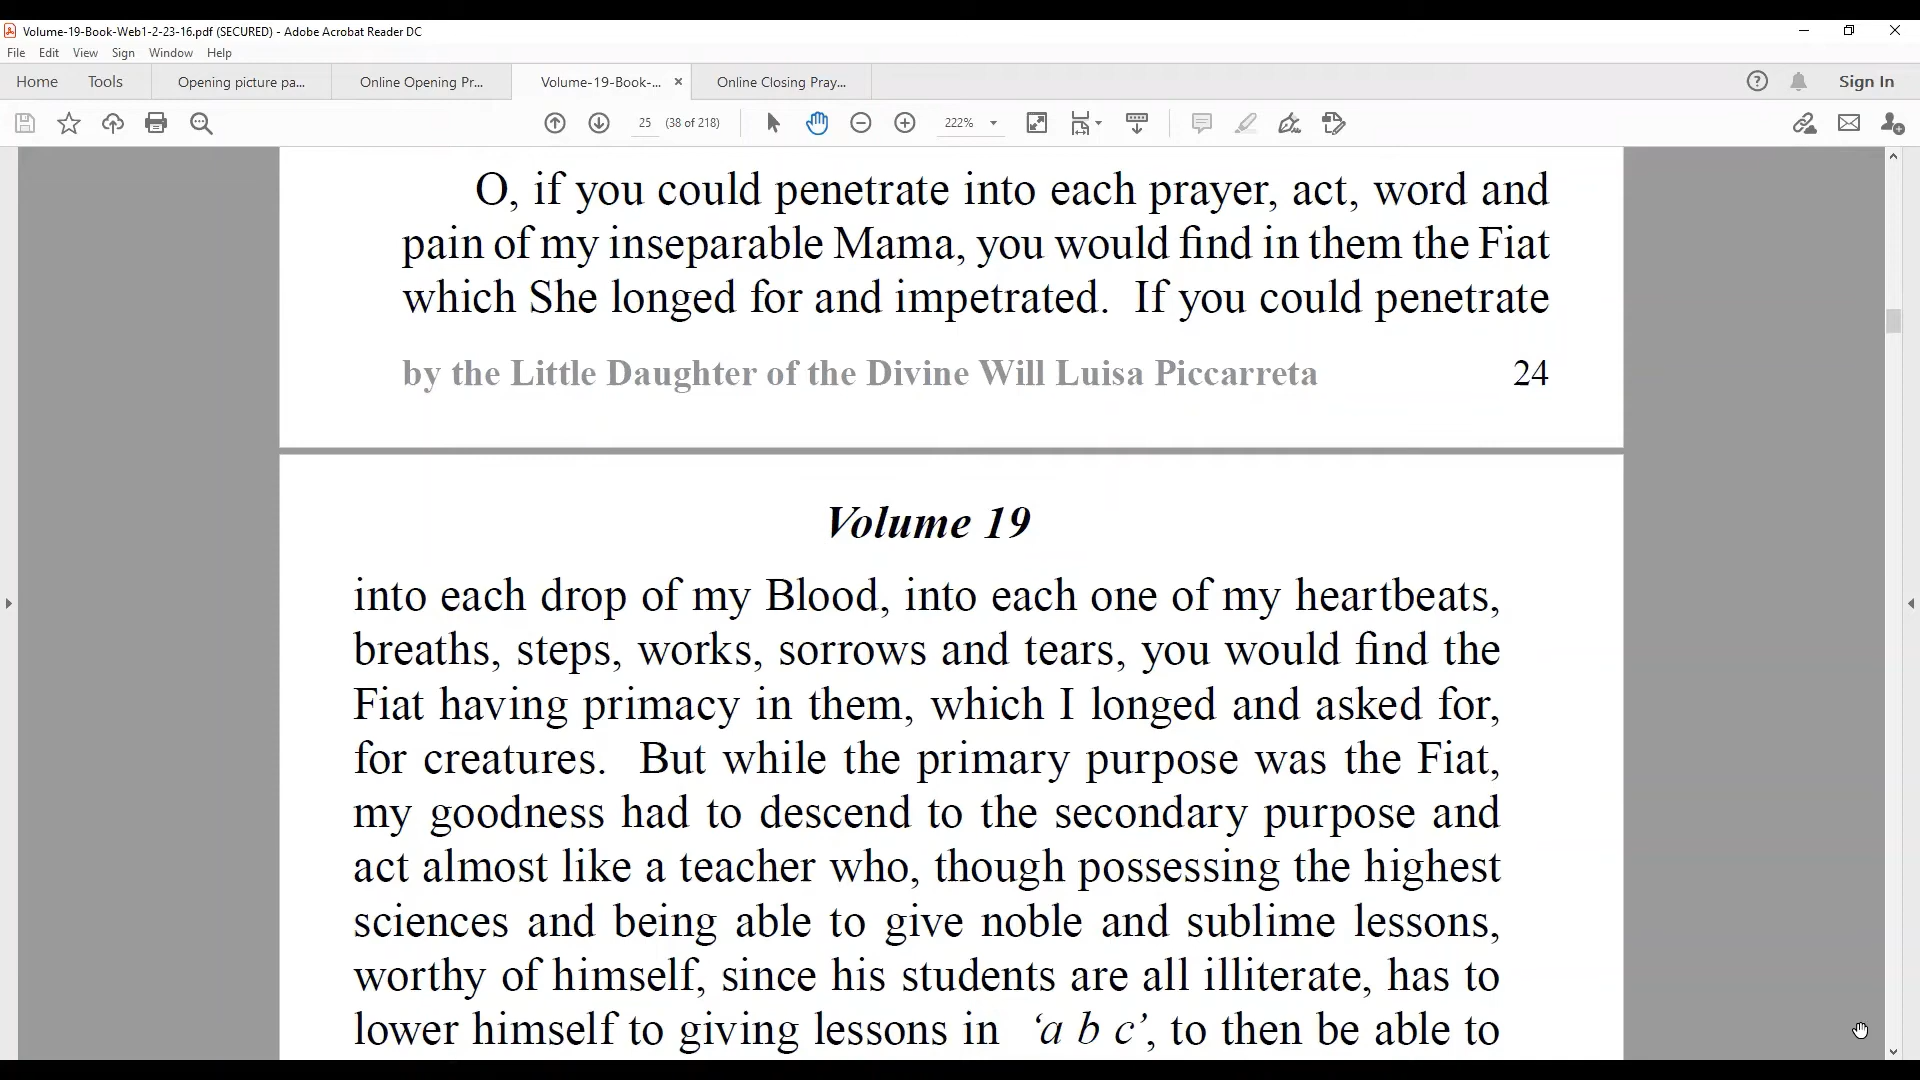 Volume-19-Book-Web1-2-23-16.pdf (SECURED) - Adobe Acrobat Reader DC
File Edit View Sign Window Help
Home Tools Opening picture pa... Online Opening Pr... Volume-19-Book-... × Online Closing Pray... Sign In
25 (38 of 218) 222%
O, if you could penetrate into each prayer, act, word and
pain of my inseparable Mama, you would find in them the Fiat
which She longed for and impetrated. If you could penetrate
by the Little Daughter of the Divine Will Luisa Piccarreta 24
Volume 19
into each drop of my Blood, into each one of my heartbeats,
breaths, steps, works, sorrows and tears, you would find the
Fiat having primacy in them, which I longed and asked for,
for creatures. But while the primary purpose was the Fiat,
my goodness had to descend to the secondary purpose and
act almost like a teacher who, though possessing the highest
sciences and being able to give noble and sublime lessons,
worthy of himself, since his students are all illiterate, has to
lower himself to giving lessons in ‘a b c’, to then be able to